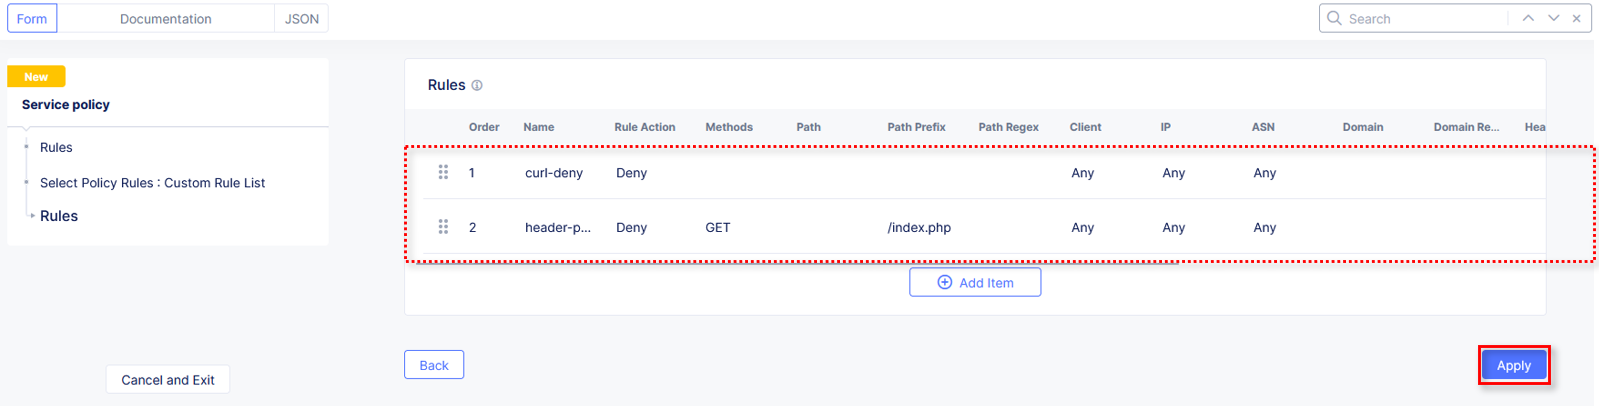 Form Documentation JSON
Search
New
Service policy
Rules
Select Policy Rules : Custom Rule List
Rules
Cancel and Exit
Rules
Order Name Rule Action Methods Path Path Prefix Path Regex Client IP ASN Domain Domain Re... Hea
1 curl-deny Deny Any Any Any
2 header-p... Deny GET /index.php Any Any Any
Add Item
Back
Apply